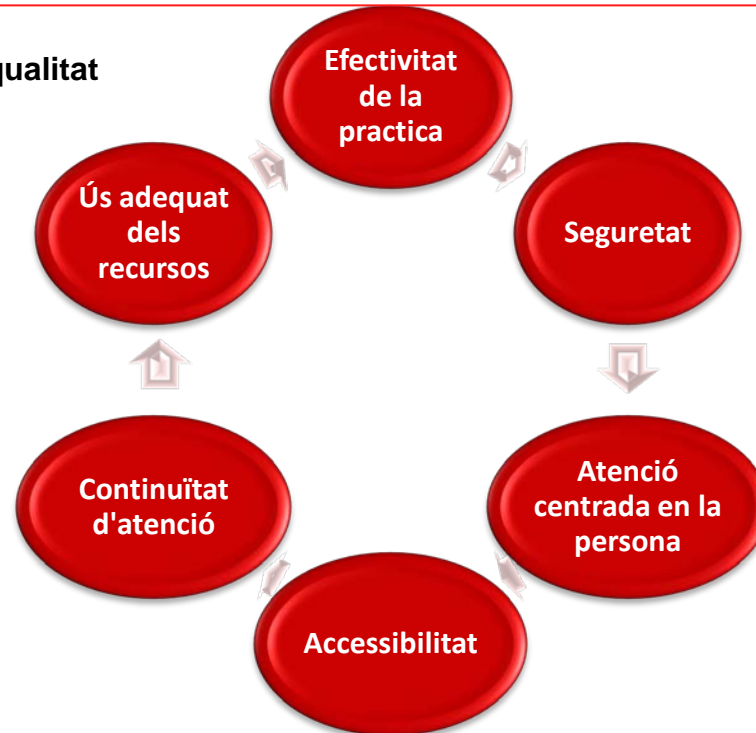 qualitat
Efectivitat
de la
practica
Seguretat
Atenció
centrada en la
persona
Accessibilitat
Continuïtat
d'atenció
Ús adequat
dels
recursos